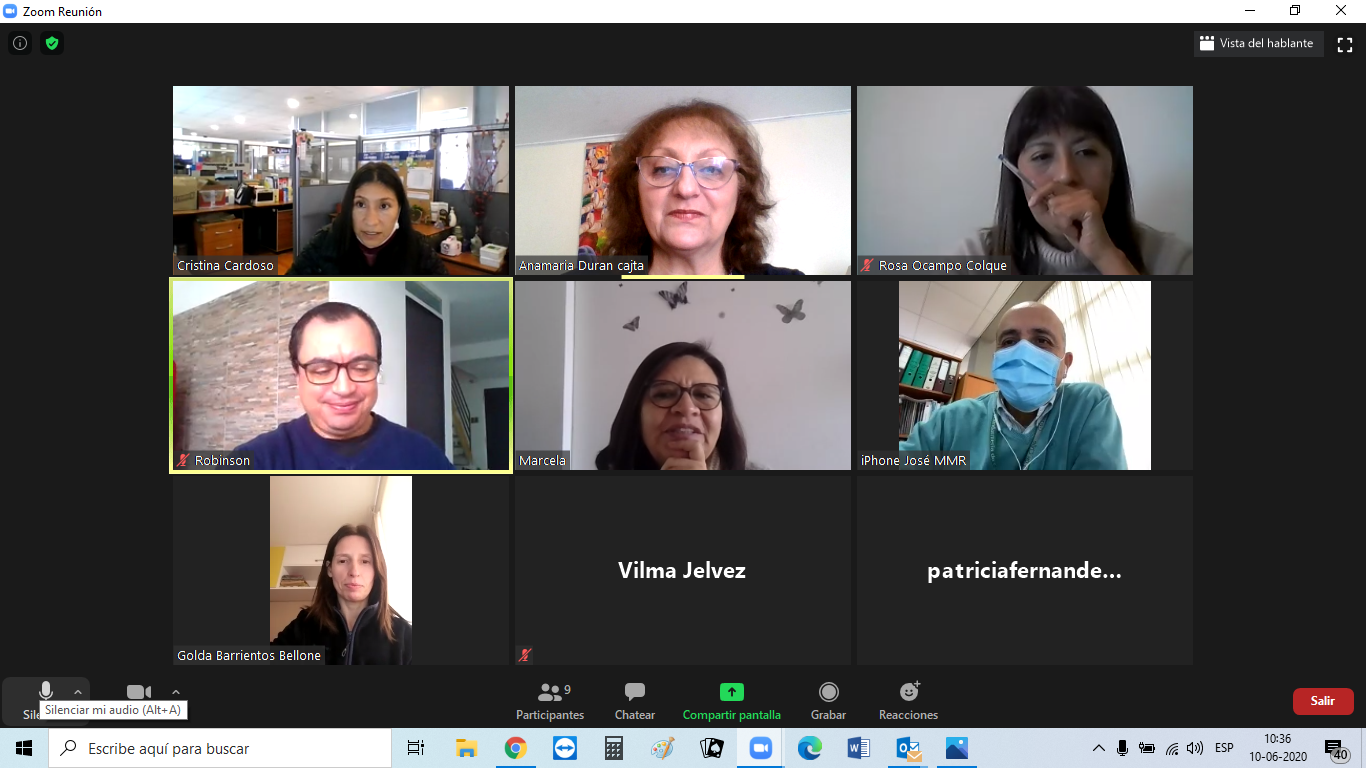 Zoom Reunión
Vista del hablante
Cristina Cardoso
Anamaria Duran cajta
Rosa Ocampo Colque
Robinson
Marcela
iPhone José MMR
Golda Barrientos Bellone
Vilma Jelvez
patriciafernande...
Silenciar mi audio (Alt+A)
Participantes
9
Chatear
Compartir pantalla
Grabar
Reacciones
Salir
Escribe aquí para buscar
ESP
10:36
10-06-2020
40